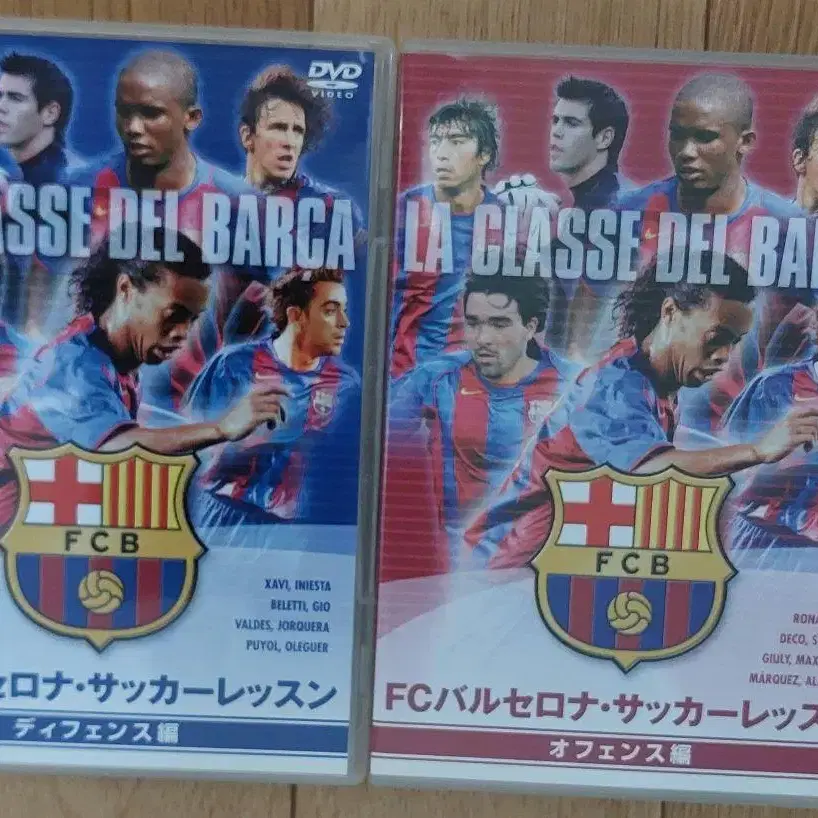 DVD
VIDEO
ASSE DEL BARCA
FCB
XAVI, INIESTA
BELETTI, GIO
VALDES, JORQUERA
PUYOL, OLEGUER
セロナ・サッカーレッスン
ディフェンス編
LA CLASSE DEL BA
FCB
RONA
DECO, S
GIULY, MAX
MÁRQUEZ, AL
FCバルセロナ・サッカーレッス
オフェンス編